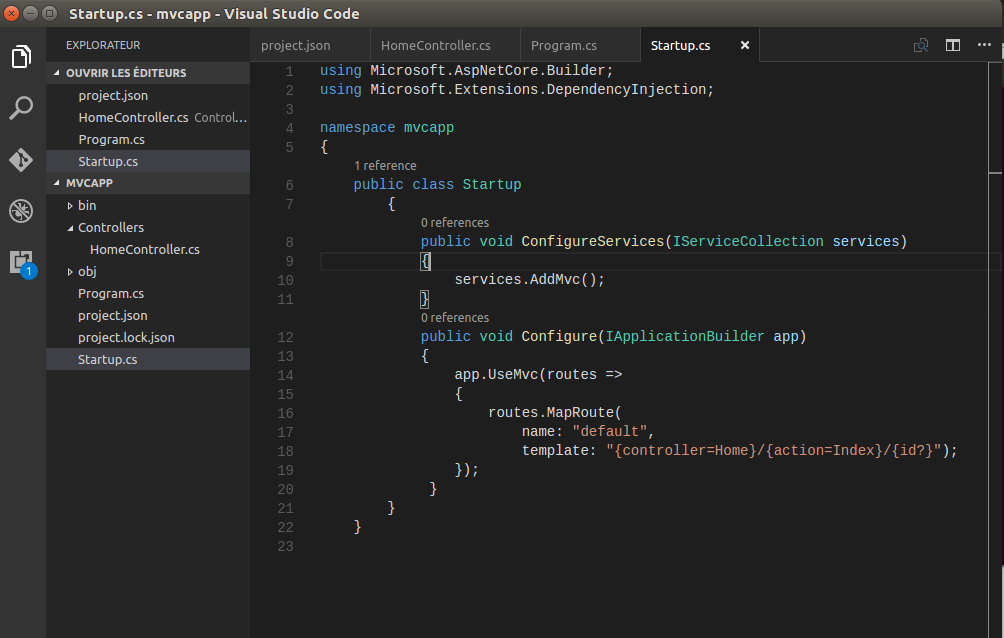 Startup.cs - mvcapp - Visual Studio Code
EXPLORATEUR
OUVRIR LES ÉDITEURS
project.json
HomeController.cs Control...
Program.cs
Startup.cs
MVCAPP
bin
Controllers
HomeController.cs
obj
Program.cs
project.json
project.lock.json
Startup.cs
1
project.json HomeController.cs Program.cs Startup.cs
1 using Microsoft.AspNetCore.Builder;
2 using Microsoft.Extensions.DependencyInjection;
3
4 namespace mvcapp
5 {
1 reference
6 public class Startup
7 {
0 references
8 public void ConfigureServices(IServiceCollection services)
9 {
10 services.AddMvc();
11 }
0 references
12 public void Configure(IApplicationBuilder app)
13 {
14 app.UseMvc(routes =>
15 {
16 routes.MapRoute(
17 name: "default",
18 template: "{controller=Home}/{action=Index}/{id?}");
19 });
20 }
21 }
22 }
23